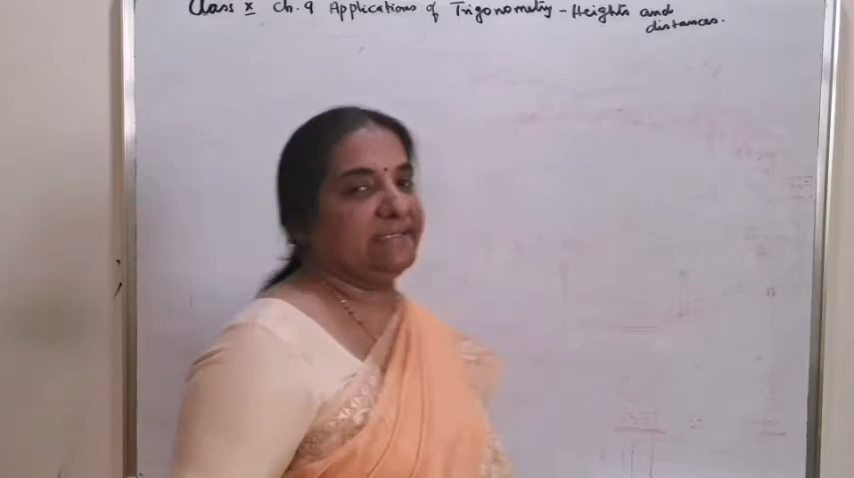 Class x Ch.9 Applications of Trigonometry - Heights and
distances.